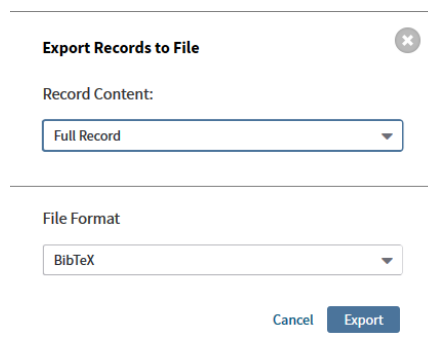 Export Records to File
Record Content:
Full Record
File Format
BibTeX
Cancel Export